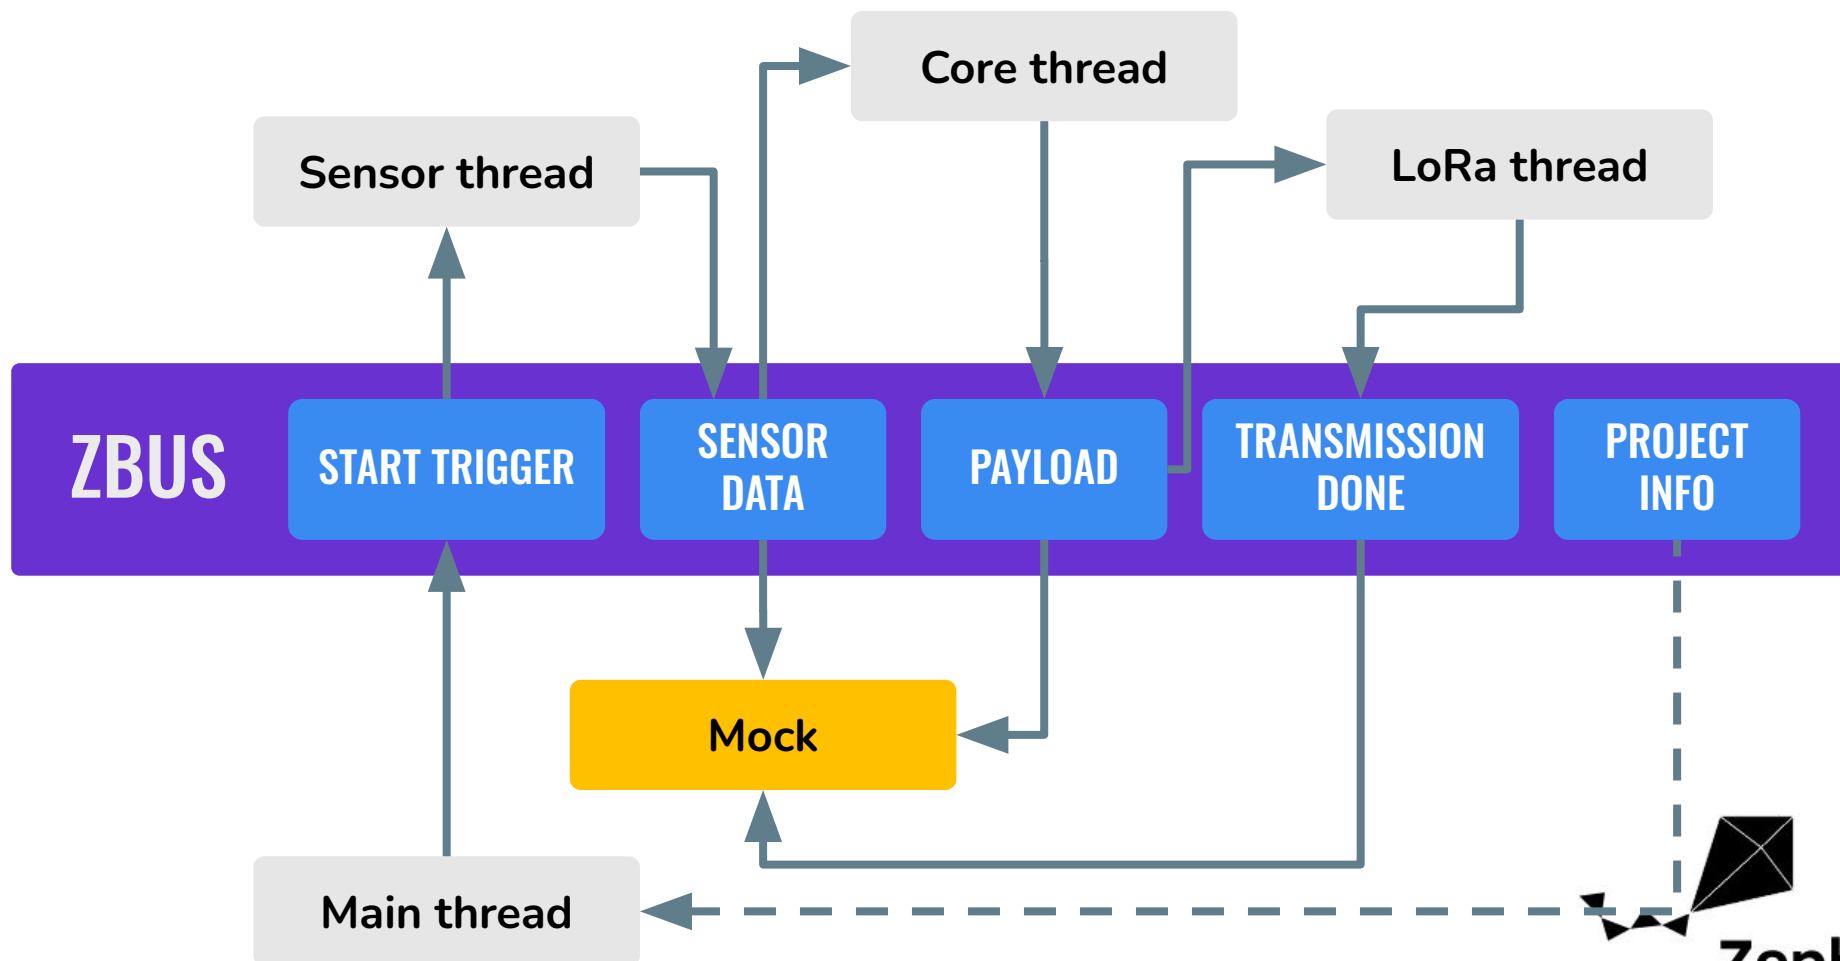 Core thread
Sensor thread
LoRa thread
ZBUS
START TRIGGER
SENSOR
DATA
PAYLOAD
TRANSMISSION
DONE
PROJECT
INFO
Mock
Main thread